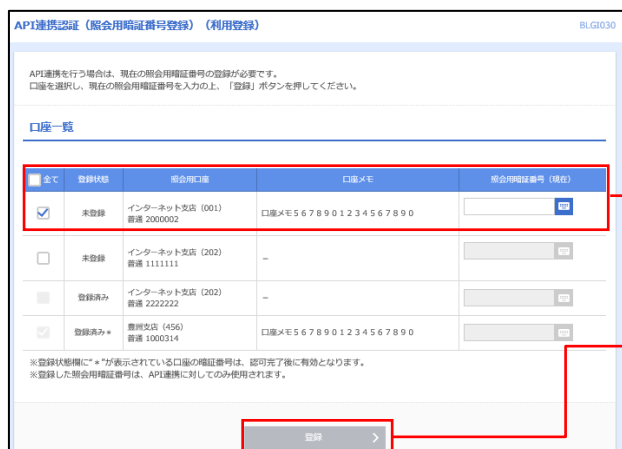 API連携認証（照会用暗証番号登録）（利用登録）
BLGI030
API連携を行う場合は、現在の照会用暗証番号の登録が必要です。
口座を選択し、現在の照会用暗証番号を入力の上、「登録」ボタンを押してください。
口座一覧
全て 登録状態 照会用口座 口座メモ 照会用暗証番号（現在）
未登録 インターネット支店（001） 口座メモ５６７８９０１２３４５６７８９０
普通 2000002
未登録 インターネット支店（202） −
普通 1111111
登録済み インターネット支店（202） −
普通 2222222
登録済み＊ 豊洲支店（456） 口座メモ５６７８９０１２３４５６７８９０
普通 1000314
※登録状態欄に"＊"が表示されている口座の暗証番号は、認可完了後に有効となります。
※登録した照会用暗証番号は、API連携に対してのみ使用されます。
登録